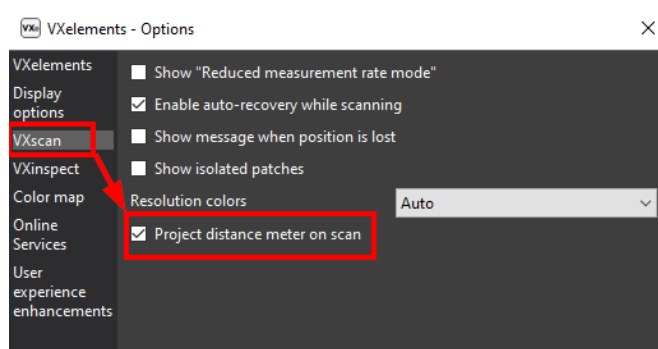 VXe VXelements - Options
VXelements
Display
options
VXscan
VXinspect
Color map
Online
Services
User
experience
enhancements
Show "Reduced measurement rate mode"
Enable auto-recovery while scanning
Show message when position is lost
Show isolated patches
Resolution colors Auto
Project distance meter on scan